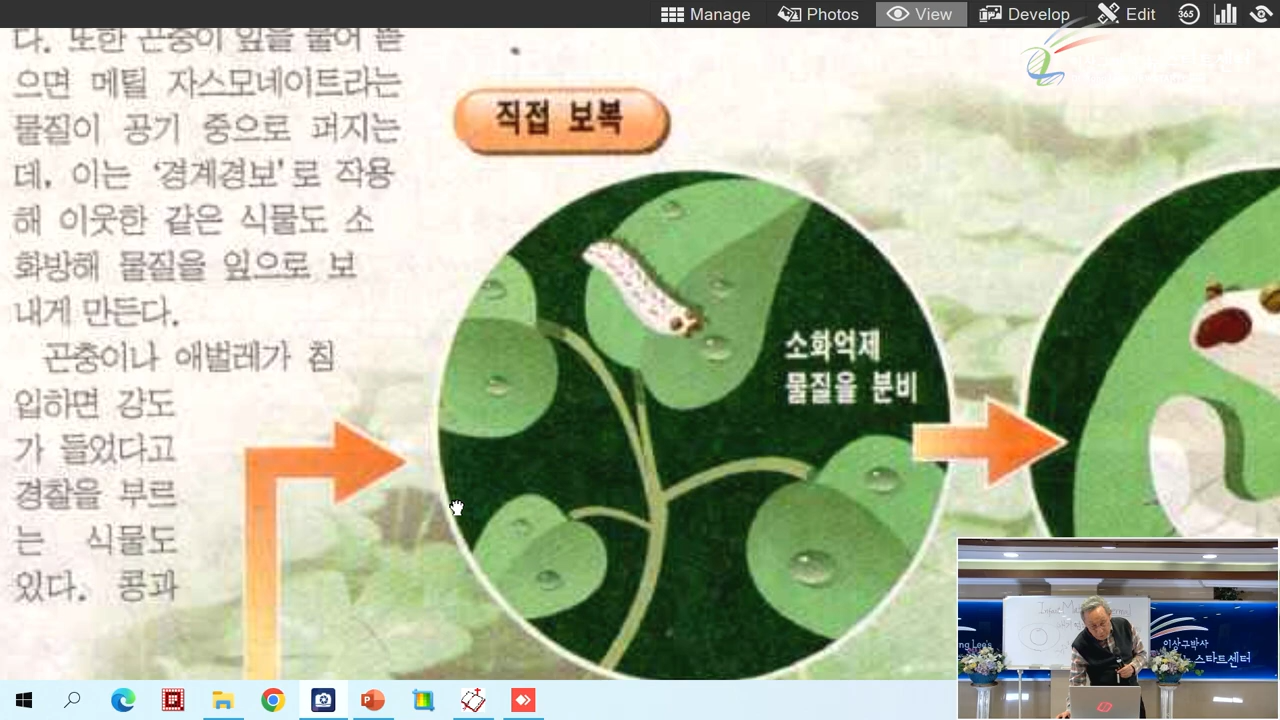 Manage Photos View Develop Edit 365
다. 또한 곤충이 잎을 물어 뜯
으면 메틸 자스모네이트라는
물질이 공기 중으로 퍼지는
데, 이는 '경계경보'로 작용
해 이웃한 같은 식물도 소
화방해 물질을 잎으로 보
내게 만든다.
곤충이나 애벌레가 침
입하면 강도
가 들었다고
경찰을 부르
는 식물도
있다. 콩과
직접 보복
소화억제
물질을 분비
이상구박사
스타트센터